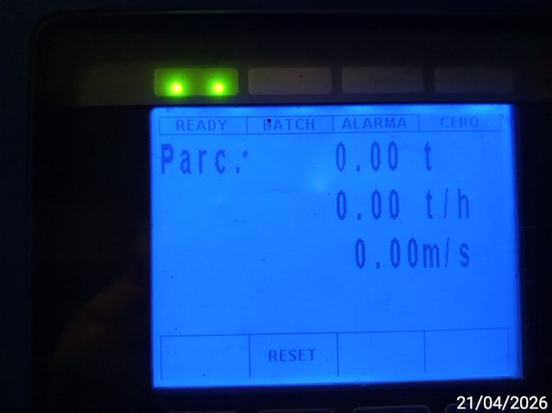 READY BATCH ALARMA CERO
Parc.: 0.00 t
0.00 t/h
0.00m/s
RESET
21/04/2026